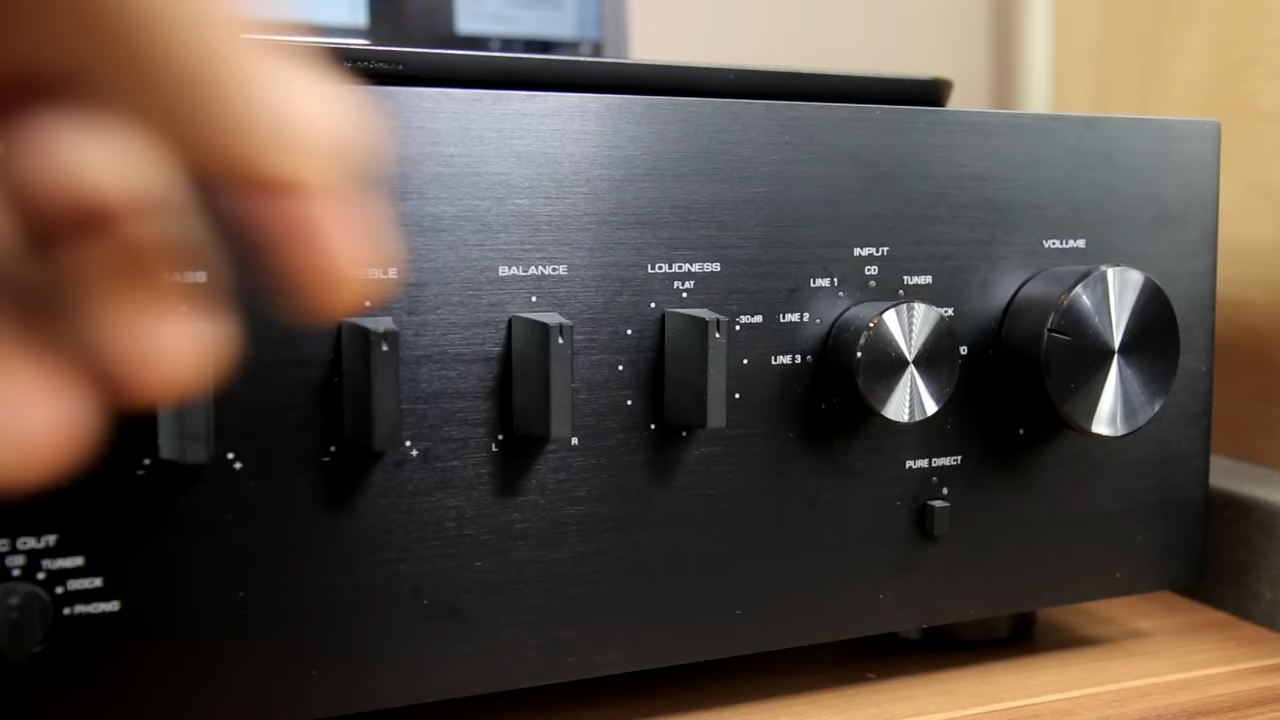 VOLUME
INPUT
BALANCE
LOUDNESS
FLAT
CD
LINE 1
TUNER
-30dB
LINE 2
LINE 3
L
R
- +
- +
PURE DIRECT
OUT
CD
TUNER
DOCK
PHONO